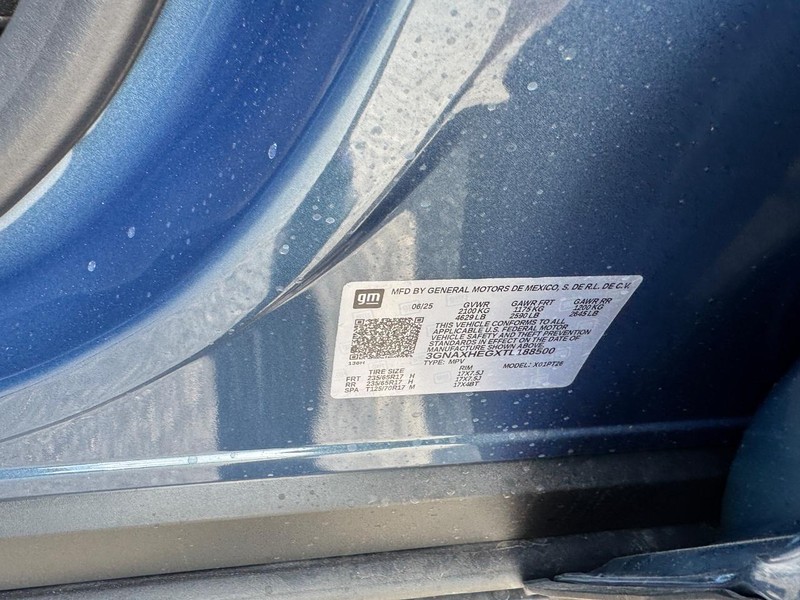 gm
MFD BY GENERAL MOTORS DE MEXICO, S. DE R.L. DE C.V.
06/25 GVWR GAWR FRT GAWR RR
2100 KG 1175 KG 1200 KG
4629 LB 2590 LB 2645 LB
THIS VEHICLE CONFORMS TO ALL
APPLICABLE U.S. FEDERAL MOTOR
VEHICLE SAFETY AND THEFT PREVENTION
STANDARDS IN EFFECT ON THE DATE OF
MANUFACTURE SHOWN ABOVE.
3GNAXHEGXTL188500
TYPE: MPV MODEL: X01PT26
TIRE SIZE RIM
FRT 235/65R17 H 17X7.5J
RR 235/65R17 H 17X7.5J
SPA T125/70R17 M 17X4BT